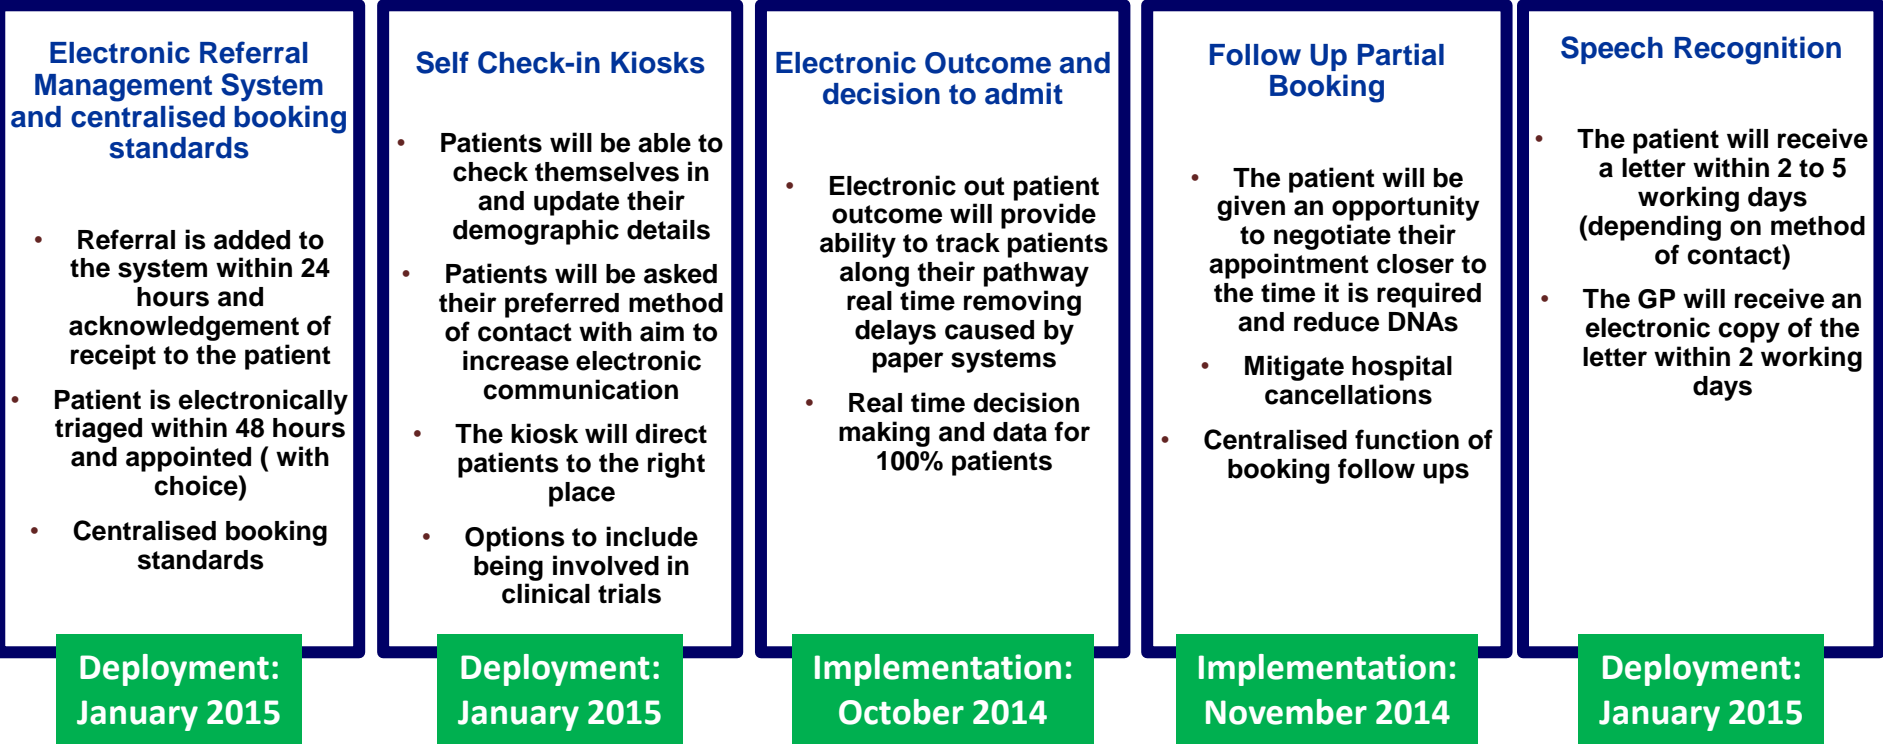 Electronic Referral
Management System
and centralised booking
standards
• Referral is added to
the system within 24
hours and
acknowledgement of
receipt to the patient
• Patient is electronically
triaged within 48 hours
and appointed ( with
choice)
• Centralised booking
standards
Deployment:
January 2015
Self Check-in Kiosks
• Patients will be able to
check themselves in
and update their
demographic details
• Patients will be asked
their preferred method
of contact with aim to
increase electronic
communication
• The kiosk will direct
patients to the right
place
• Options to include
being involved in
clinical trials
Deployment:
January 2015
Electronic Outcome and
decision to admit
• Electronic out patient
outcome will provide
ability to track patients
along their pathway
real time removing
delays caused by
paper systems
• Real time decision
making and data for
100% patients
Implementation:
October 2014
Follow Up Partial
Booking
• The patient will be
given an opportunity
to negotiate their
appointment closer to
the time it is required
and reduce DNAs
• Mitigate hospital
cancellations
• Centralised function of
booking follow ups
Implementation:
November 2014
Speech Recognition
• The patient will receive
a letter within 2 to 5
working days
(depending on method
of contact)
• The GP will receive an
electronic copy of the
letter within 2 working
days
Deployment:
January 2015